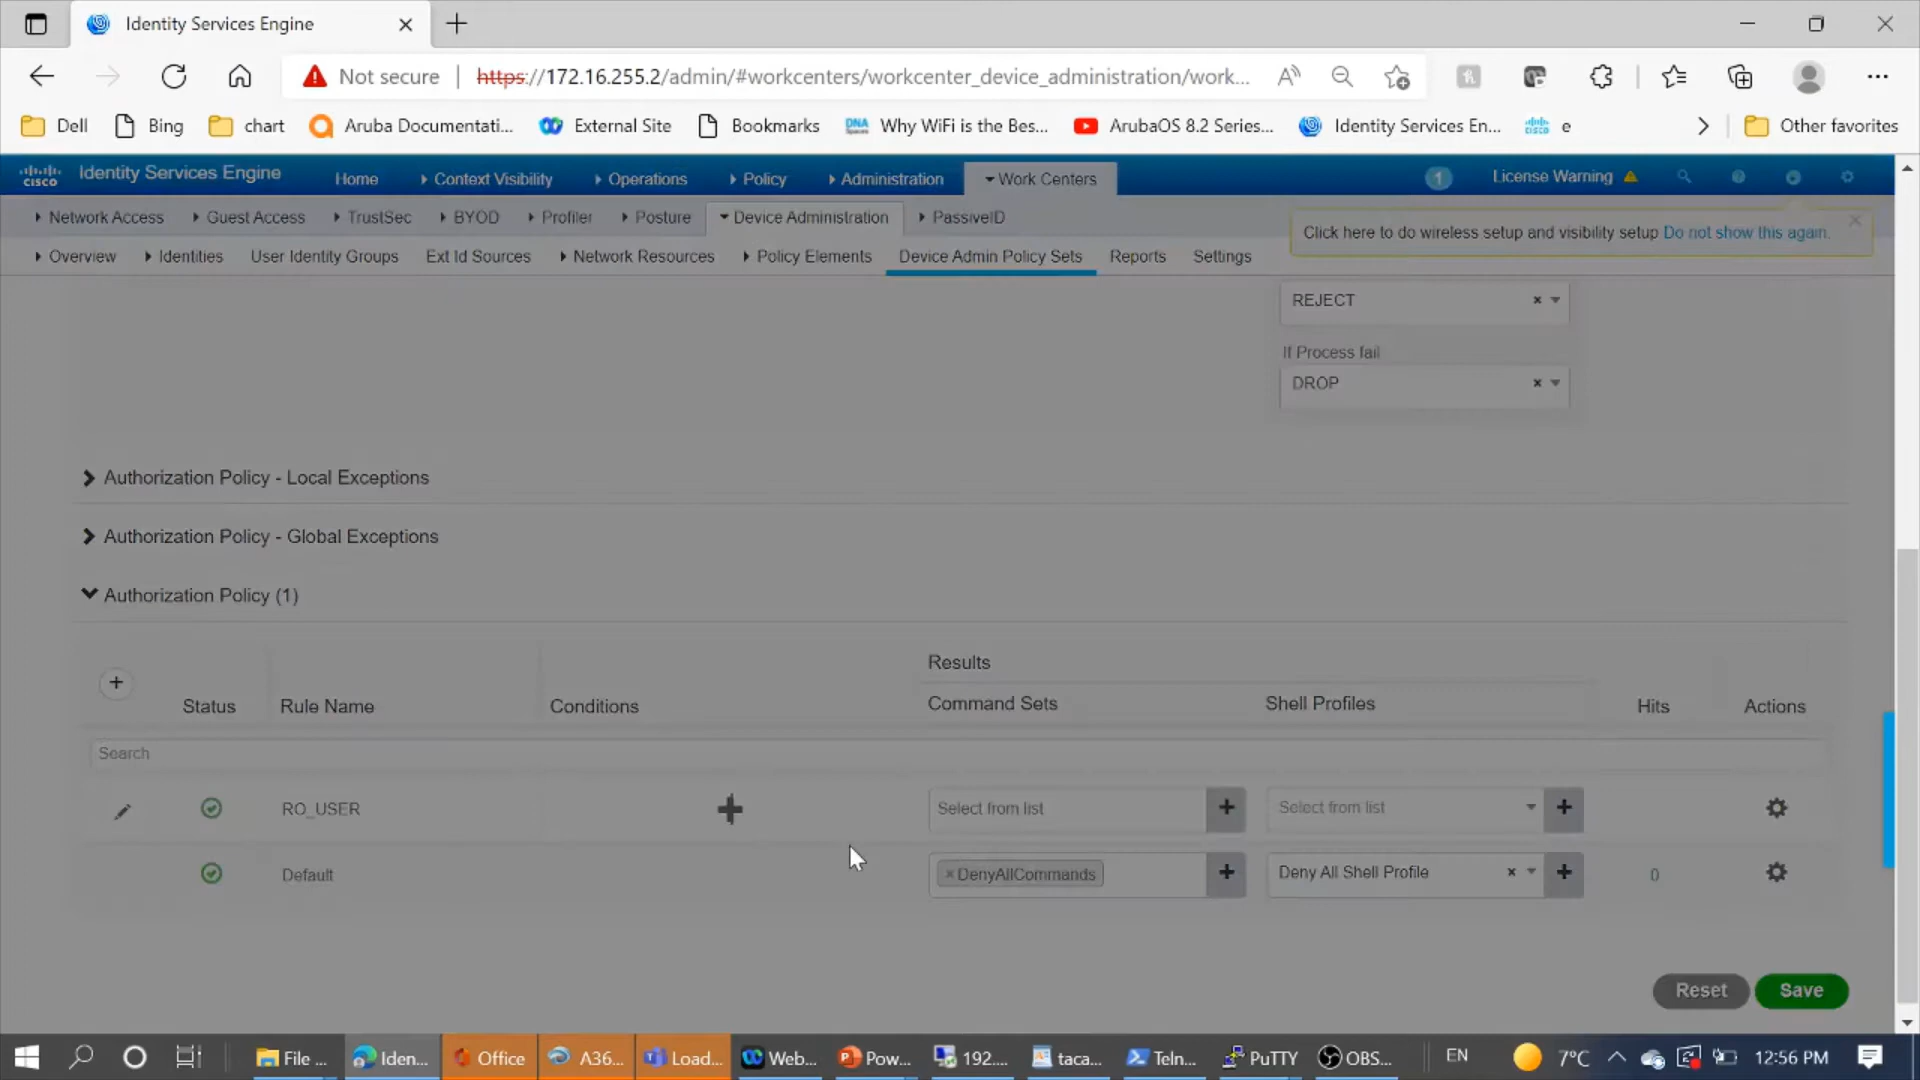 Identity Services Engine
Not secure
https://172.16.255.2/admin/#workcenters/workcenter_device_administration/work...
Dell
Bing
chart
Aruba Documentati...
External Site
Bookmarks
DNA Spaces
Why WiFi is the Bes...
ArubaOS 8.2 Series...
Identity Services En...
cisco
e
Other favorites
cisco
Identity Services Engine
Home
Context Visibility
Operations
Policy
Administration
Work Centers
1
License Warning
Network Access
Guest Access
TrustSec
BYOD
Profiler
Posture
Device Administration
PassiveID
Click here to do wireless setup and visibility setup Do not show this again.
Overview
Identities
User Identity Groups
Ext Id Sources
Network Resources
Policy Elements
Device Admin Policy Sets
Reports
Settings
REJECT
If Process fail
DROP
Authorization Policy - Local Exceptions
Authorization Policy - Global Exceptions
Authorization Policy (1)
Results
Status
Rule Name
Conditions
Command Sets
Shell Profiles
Hits
Actions
Search
RO_USER
Select from list
Select from list
Default
× DenyAllCommands
Deny All Shell Profile
0
Reset
Save
File ...
Iden...
Office
A36...
Load...
Web...
Pow...
192....
taca...
Teln...
PuTTY
OBS...
EN
7°C
12:56 PM